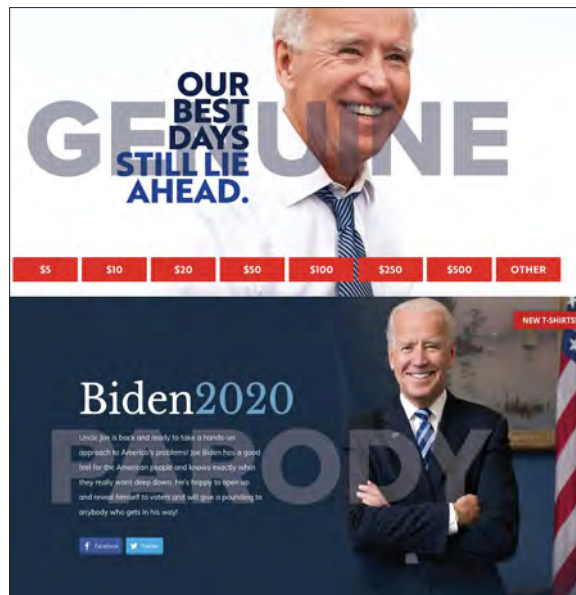 OUR
BEST
DAYS
STILL LIE
AHEAD.
GENUINE
$5 $10 $20 $50 $100 $250 $500 OTHER
NEW T-SHIRTS!
Biden2020
Uncle Joe is back and ready to take a hands-on
approach to America's problems! Joe Biden has a good
feel for the American people and knows exactly what
they really want deep down. He's happy to open up
and reveal himself to voters and will give a pounding to
anybody who gets in his way!
PARODY
Facebook Twitter